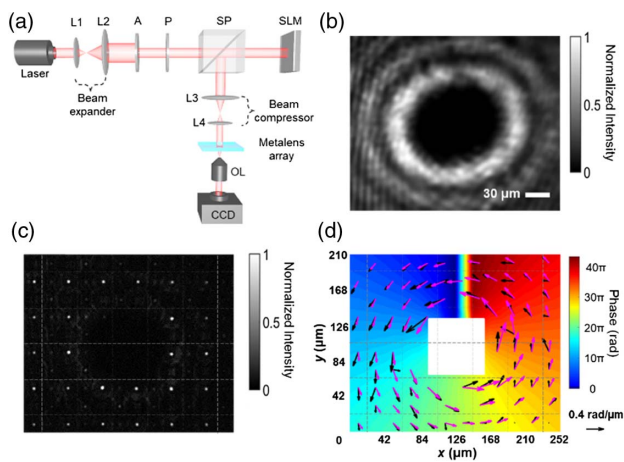 (a)
L1 L2 A P SP SLM
Laser
Beam
expander
L3
L4
Beam
compressor
Metalens
array
OL
CCD
(b)
30 μm
1
0.5
0
Normalized Intensity
(c)
1
0.5
0
Normalized Intensity
(d)
210
168
126
84
42
0
y (μm)
42 84 126 168 210 252
x (μm)
40π
30π
20π
10π
0
Phase (rad)
0.4 rad/μm